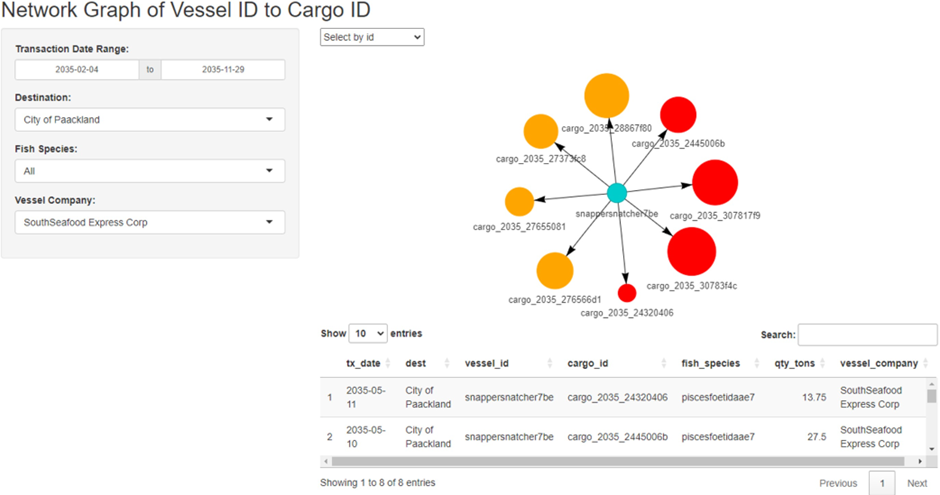 Network Graph of Vessel ID to Cargo ID
Transaction Date Range:
2035-02-04 to 2035-11-29
Destination:
City of Paackland
Fish Species:
All
Vessel Company:
SouthSeafood Express Corp
Select by id
cargo_2035_28867f80
cargo_2035_2445006b
cargo_2035_27373fc8
cargo_2035_307817f9
snappersnatcher7be
cargo_2035_27655081
cargo_2035_30783f4c
cargo_2035_276566d1
cargo_2035_24320406
Show 10 entries
Search:
tx_date dest vessel_id cargo_id fish_species qty_tons vessel_company
1 2035-05-11 City of Paackland snappersnatcher7be cargo_2035_24320406 piscesfoetidaae7 13.75 SouthSeafood Express Corp
2 2035-05-10 City of Paackland snappersnatcher7be cargo_2035_2445006b piscesfoetidaae7 27.5 SouthSeafood Express Corp
Showing 1 to 8 of 8 entries
Previous 1 Next